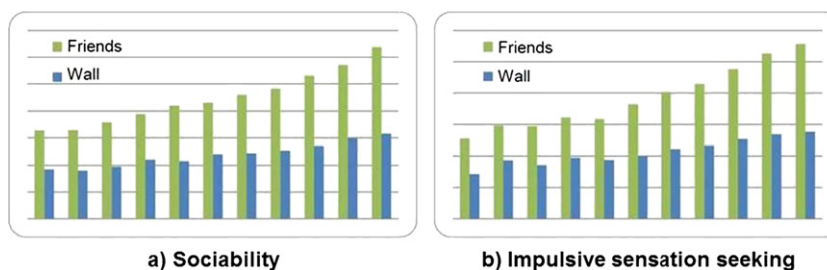 Friends
Wall
a) Sociability
Friends
Wall
b) Impulsive sensation seeking